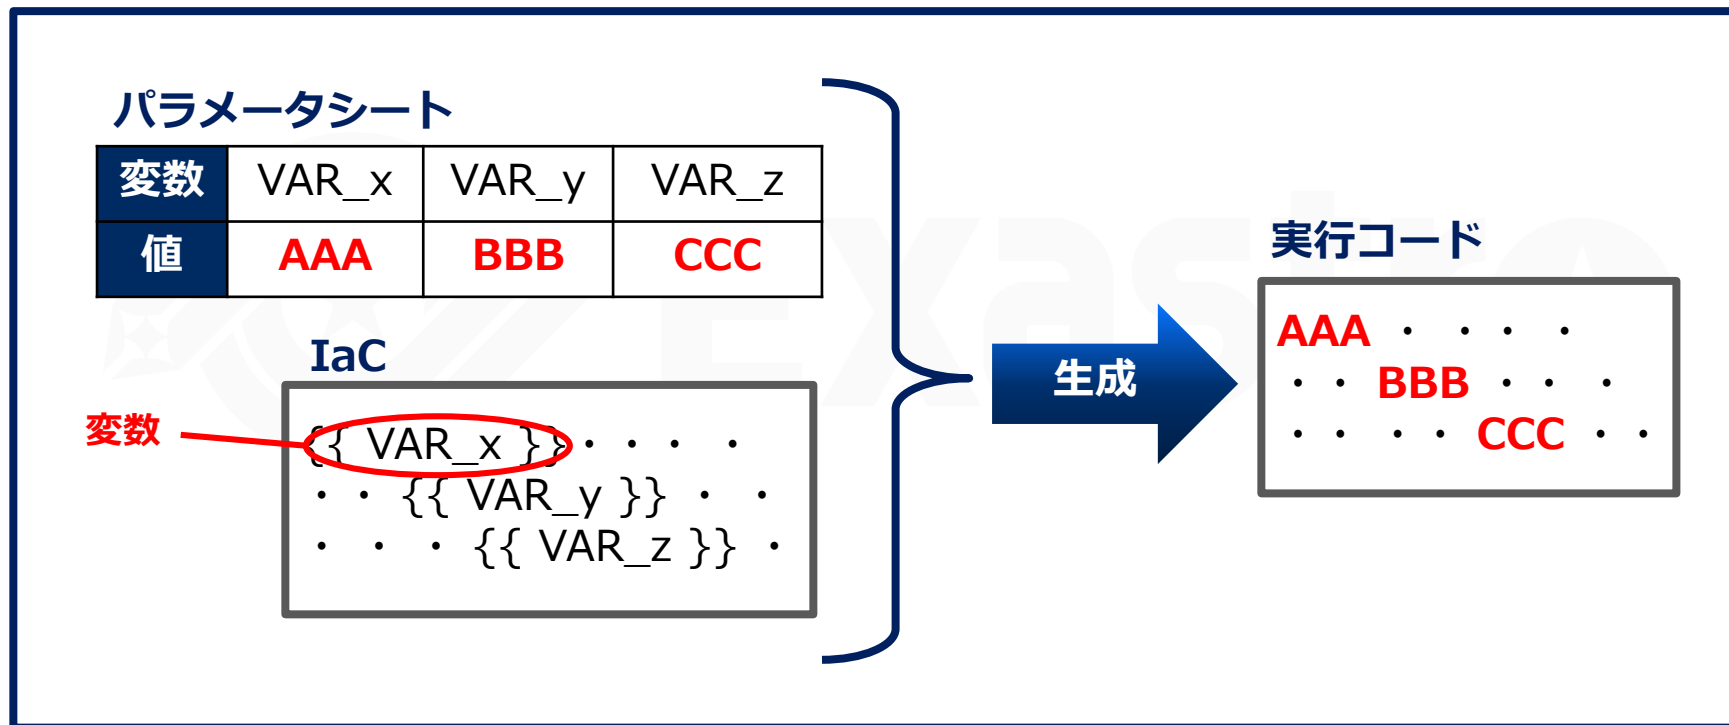 パラメータシート
変数 VAR_x VAR_y VAR_z
値 AAA BBB CCC
IaC
変数
{{ VAR_x }}・・・・・
・・{{ VAR_y }}・・
・・・{{ VAR_z }}・
生成
実行コード
AAA・・・・
・・BBB・・・
・・・・CCC・・
Exastro